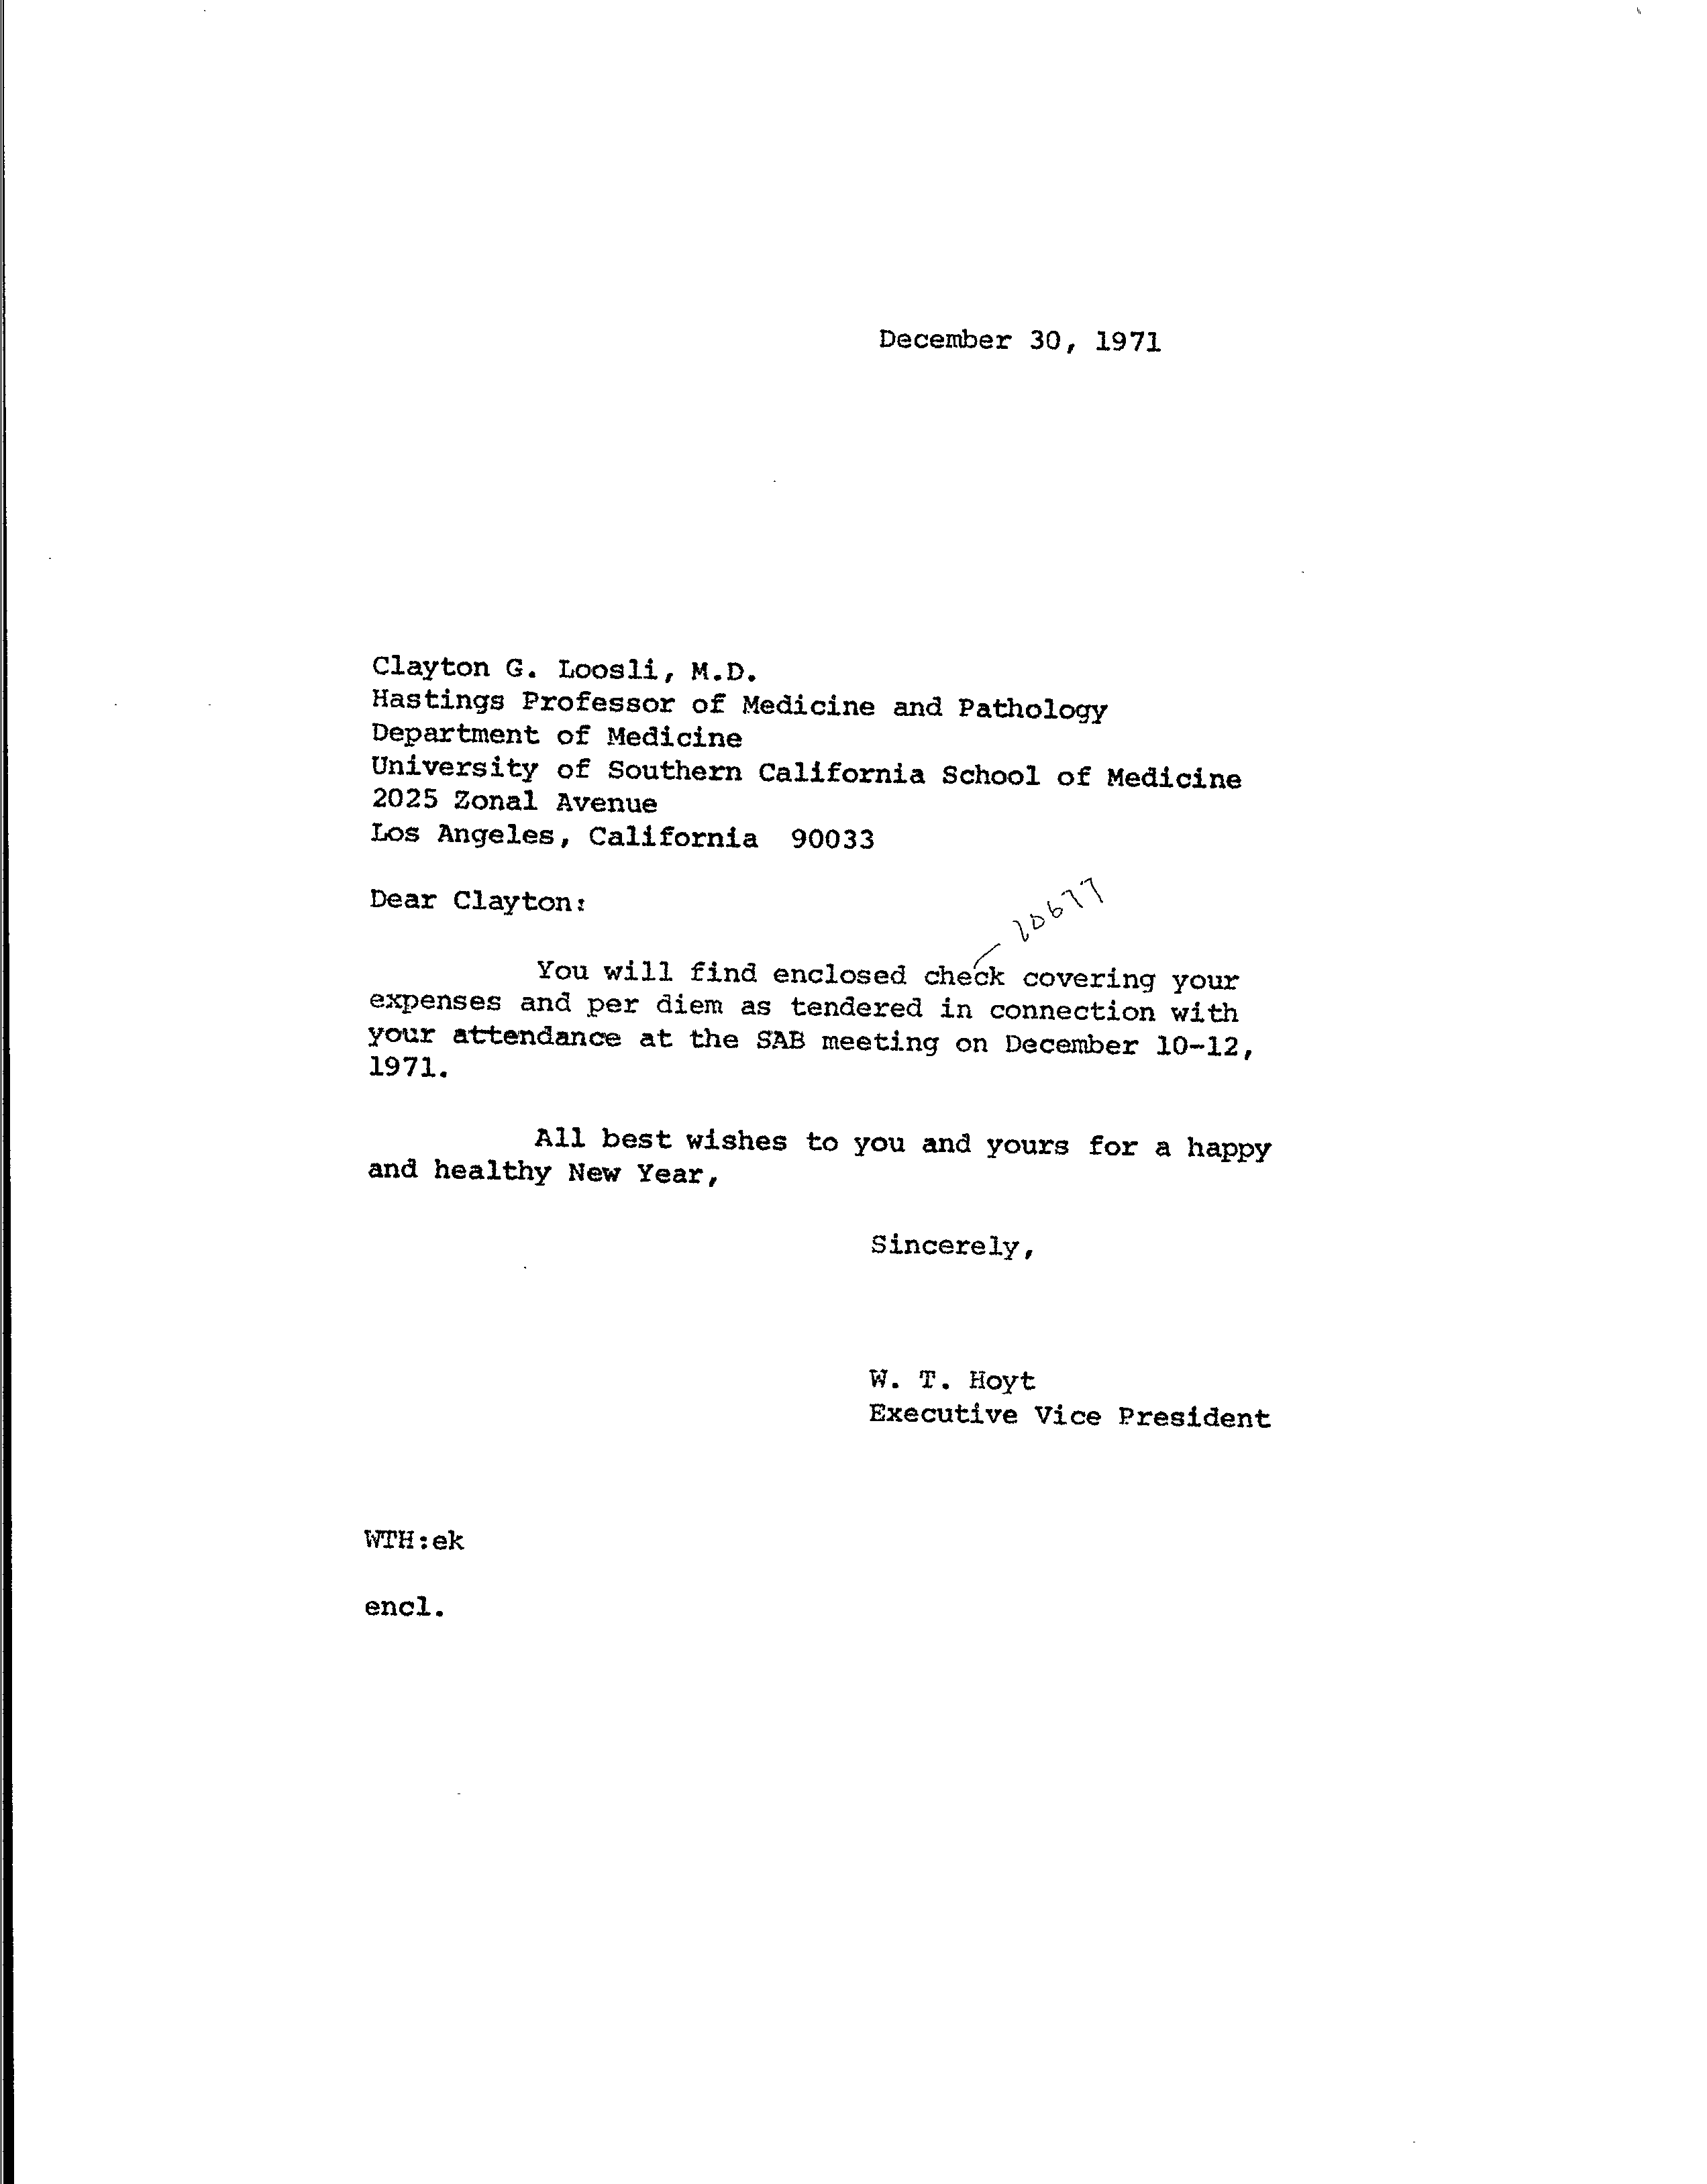 December 30, 1971
Clayton G. Loosli, M.D.
Hastings Professor of Medicine and Pathology
Department of Medicine
University of Southern California School of Medicine
2025 Zonal Avenue
Los Angeles, California  90033
Dear Clayton:
10677
You will find enclosed check covering your
expenses and per diem as tendered in connection with
your attendance at the SAB meeting on December 10-12,
1971.
All best wishes to you and yours for a happy
and healthy New Year,
Sincerely,
W. T. Hoyt
Executive Vice President
WTH:ek
encl.